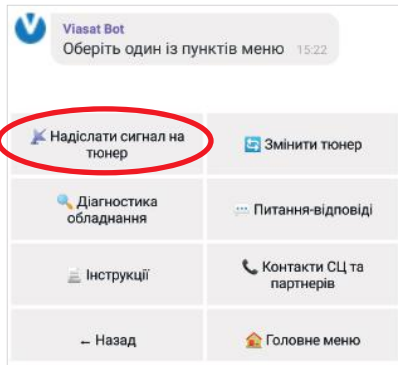 Viasat Bot
Оберіть один із пунктів меню 15:22
Надіслати сигнал на
тюнер
Змінити тюнер
Діагностика
обладнання
Питання-відповіді
Інструкції
Контакти СЦ та
партнерів
← Назад
Головне меню